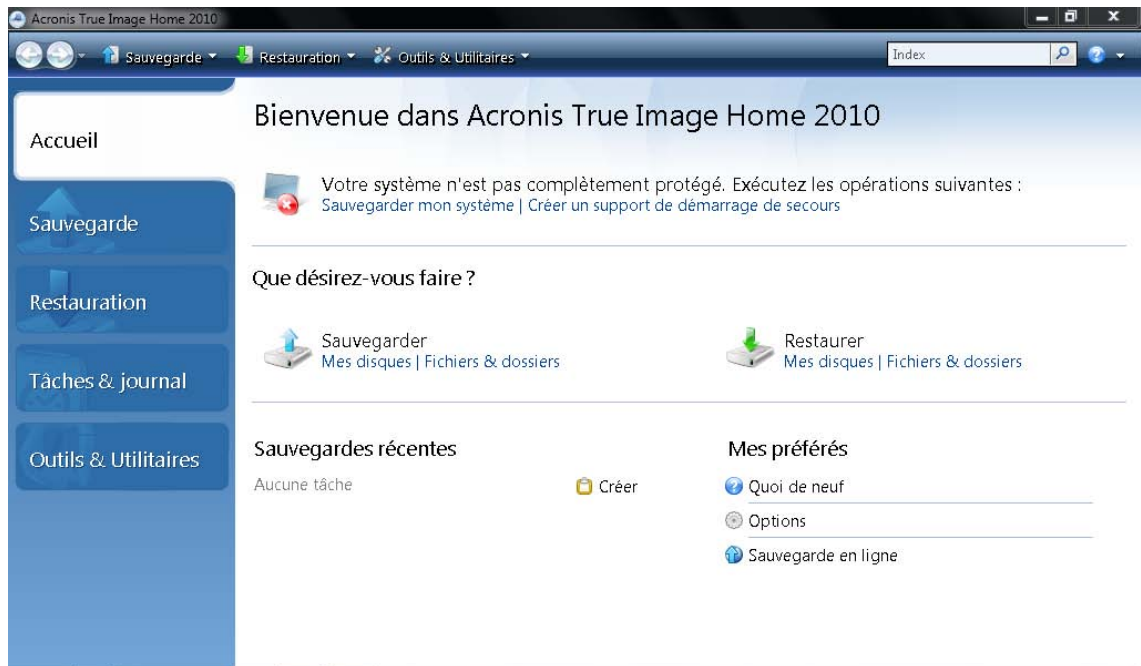 Acronis True Image Home 2010
Sauvegarde
Restauration
Outils & Utilitaires
Index
Accueil
Sauvegarde
Restauration
Tâches & journal
Outils & Utilitaires
Bienvenue dans Acronis True Image Home 2010
Votre système n'est pas complètement protégé. Exécutez les opérations suivantes :
Sauvegarder mon système | Créer un support de démarrage de secours
Que désirez-vous faire ?
Sauvegarder
Mes disques | Fichiers & dossiers
Restaurer
Mes disques | Fichiers & dossiers
Sauvegardes récentes
Aucune tâche
Créer
Mes préférés
Quoi de neuf
Options
Sauvegarde en ligne